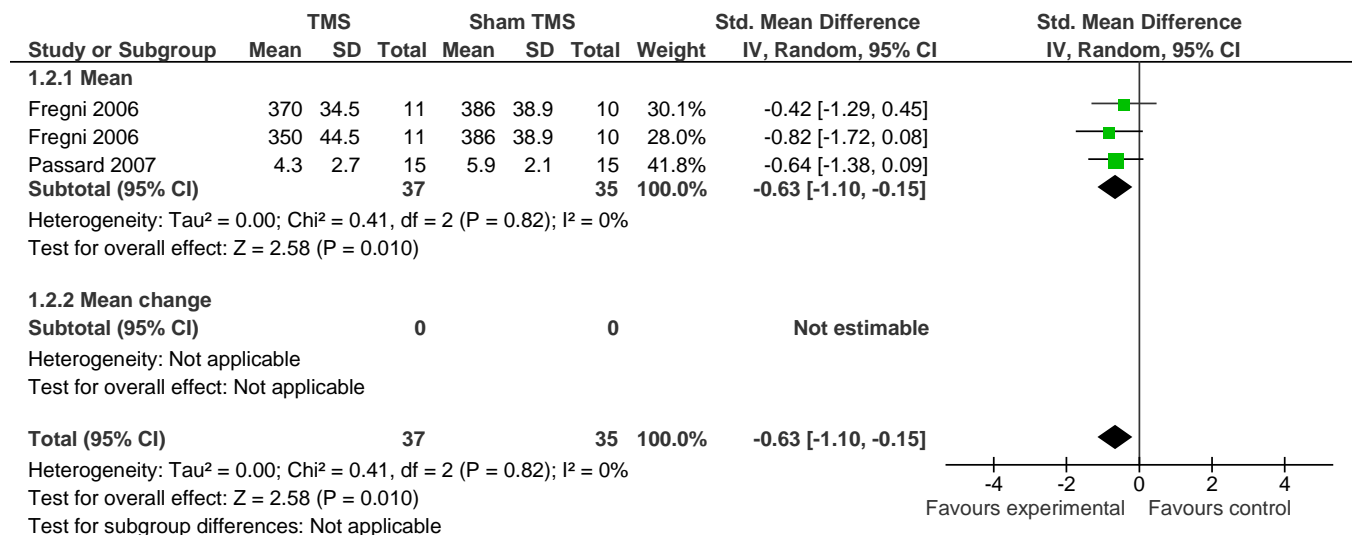 TMS Sham TMS Std. Mean Difference Std. Mean Difference
Study or Subgroup Mean SD Total Mean SD Total Weight IV, Random, 95% CI IV, Random, 95% CI
1.2.1 Mean
Fregni 2006 370 34.5 11 386 38.9 10 30.1% -0.42 [-1.29, 0.45]
Fregni 2006 350 44.5 11 386 38.9 10 28.0% -0.82 [-1.72, 0.08]
Passard 2007 4.3 2.7 15 5.9 2.1 15 41.8% -0.64 [-1.38, 0.09]
Subtotal (95% CI) 37 35 100.0% -0.63 [-1.10, -0.15]
Heterogeneity: Tau² = 0.00; Chi² = 0.41, df = 2 (P = 0.82); I² = 0%
Test for overall effect: Z = 2.58 (P = 0.010)
1.2.2 Mean change
Subtotal (95% CI) 0 0 Not estimable
Heterogeneity: Not applicable
Test for overall effect: Not applicable
Total (95% CI) 37 35 100.0% -0.63 [-1.10, -0.15]
Heterogeneity: Tau² = 0.00; Chi² = 0.41, df = 2 (P = 0.82); I² = 0%
Test for overall effect: Z = 2.58 (P = 0.010)
Test for subgroup differences: Not applicable
-4 -2 0 2 4
Favours experimental Favours control